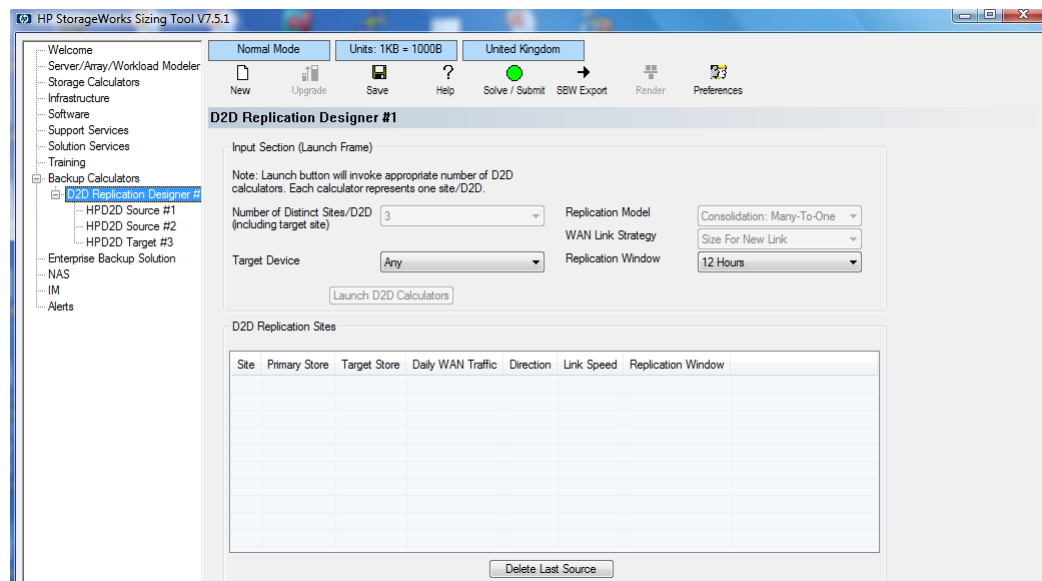 HP StorageWorks Sizing Tool V7.5.1
Welcome
Server/Array/Workload Modeler
Storage Calculators
Infrastructure
Software
Support Services
Solution Services
Training
Backup Calculators
D2D Replication Designer #
HPD2D Source #1
HPD2D Source #2
HPD2D Target #3
Enterprise Backup Solution
NAS
IM
Alerts
Normal Mode
Units: 1KB = 1000B
United Kingdom
New
Upgrade
Save
Help
Solve / Submit
SBW Export
Render
Preferences
D2D Replication Designer #1
Input Section (Launch Frame)
Note: Launch button will invoke appropriate number of D2D
calculators. Each calculator represents one site/D2D.
Number of Distinct Sites/D2D
(including target site)
3
Replication Model
Consolidation: Many-To-One
WAN Link Strategy
Size For New Link
Target Device
Any
Replication Window
12 Hours
Launch D2D Calculators
D2D Replication Sites
Site Primary Store Target Store Daily WAN Traffic Direction Link Speed Replication Window
Delete Last Source